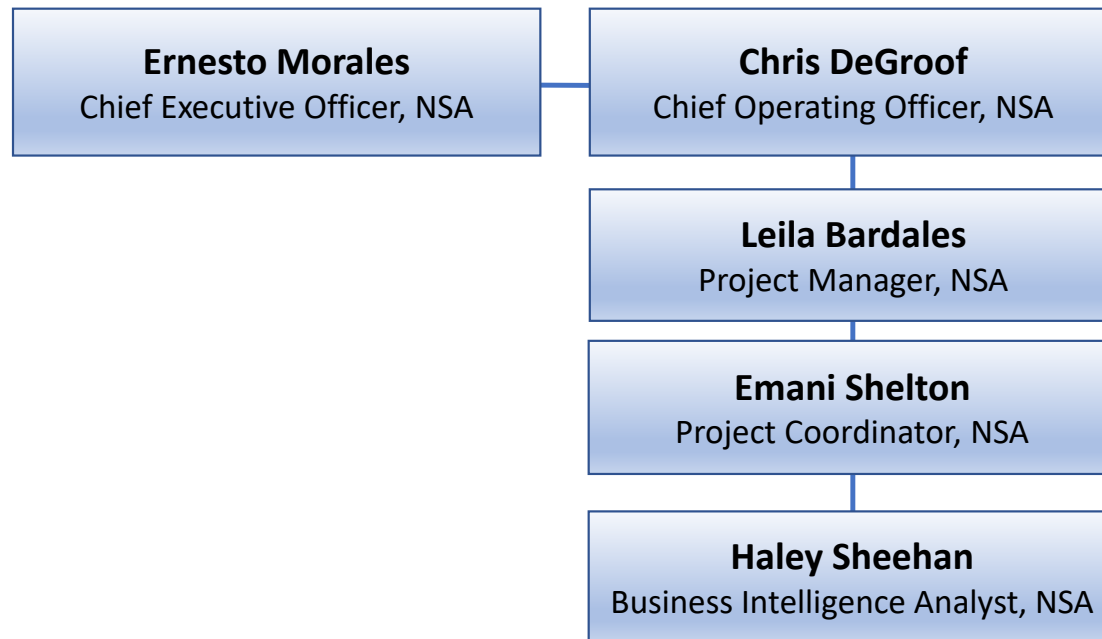 Ernesto Morales
Chief Executive Officer, NSA
Chris DeGroof
Chief Operating Officer, NSA
Leila Bardales
Project Manager, NSA
Emani Shelton
Project Coordinator, NSA
Haley Sheehan
Business Intelligence Analyst, NSA